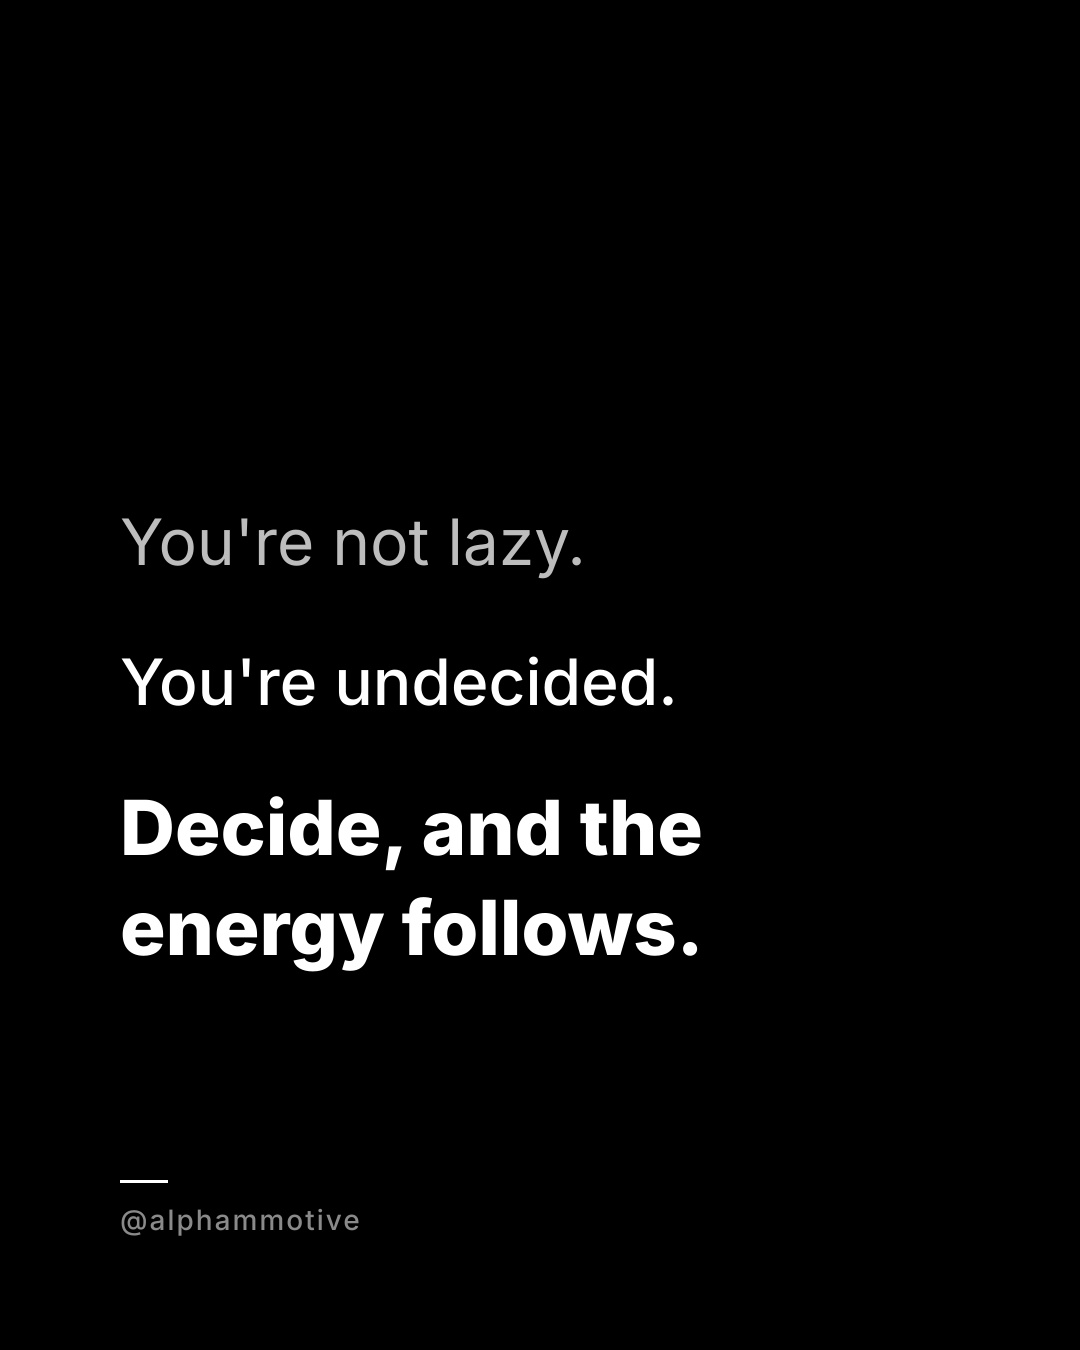 You're not lazy.
You're undecided.
Decide, and the
energy follows.
@alphammotive